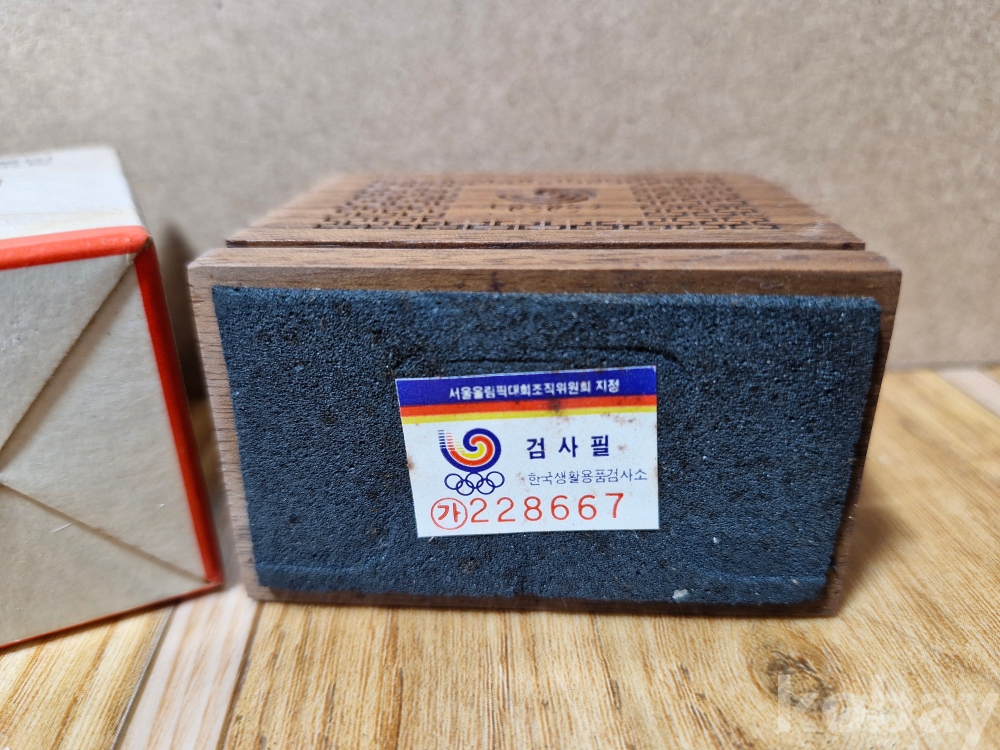 서울올림픽대회조직위원회 지정
검사필
한국생활용품검사소
㉮228667
kobay